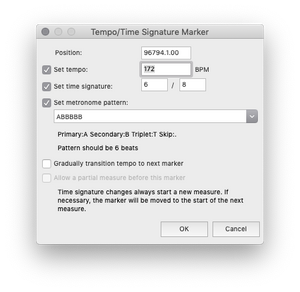 Tempo/Time Signature Marker
Position: 96794.1.00
Set tempo: 172 BPM
Set time signature: 6 / 8
Set metronome pattern:
ABBBBB
Primary:A Secondary:B Triplet:T Skip:.
Pattern should be 6 beats
Gradually transition tempo to next marker
Allow a partial measure before this marker
Time signature changes always start a new measure. If
necessary, the marker will be moved to the start of the next
measure.
OK Cancel